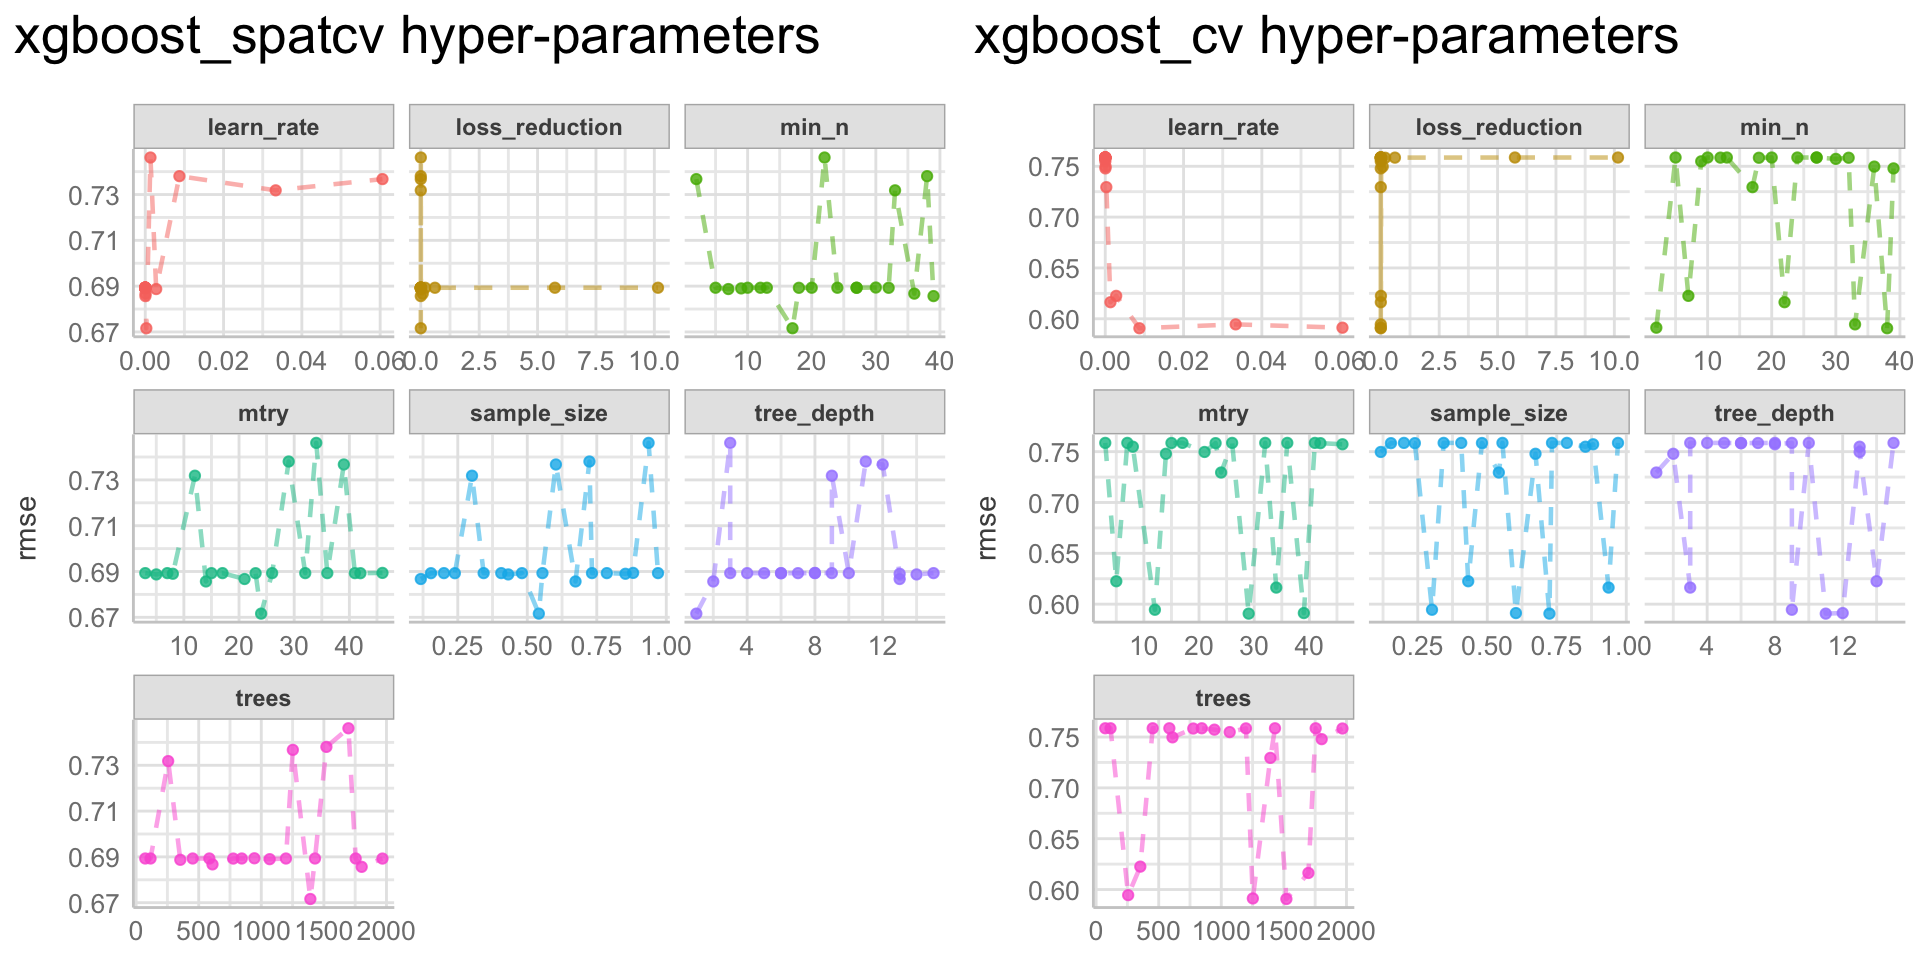 xgboost_spatcv hyper-parameters
learn_rate loss_reduction min_n
0.73
0.71
0.69
0.67
0.00 0.02 0.04 0.06 0.0 2.5 5.0 7.5 10.0 10 20 30 40
mtry sample_size tree_depth
0.73
0.71
0.69
0.67
10 20 30 40 0.25 0.50 0.75 1.00 4 8 12
rmse
trees
0.73
0.71
0.69
0.67
0 500 1000 1500 2000
xgboost_cv hyper-parameters
learn_rate loss_reduction min_n
0.75
0.70
0.65
0.60
0.00 0.02 0.04 0.06 0.0 2.5 5.0 7.5 10.0 10 20 30 40
mtry sample_size tree_depth
0.75
0.70
0.65
0.60
10 20 30 40 0.25 0.50 0.75 1.00 4 8 12
rmse
trees
0.75
0.70
0.65
0.60
0 500 1000 1500 2000